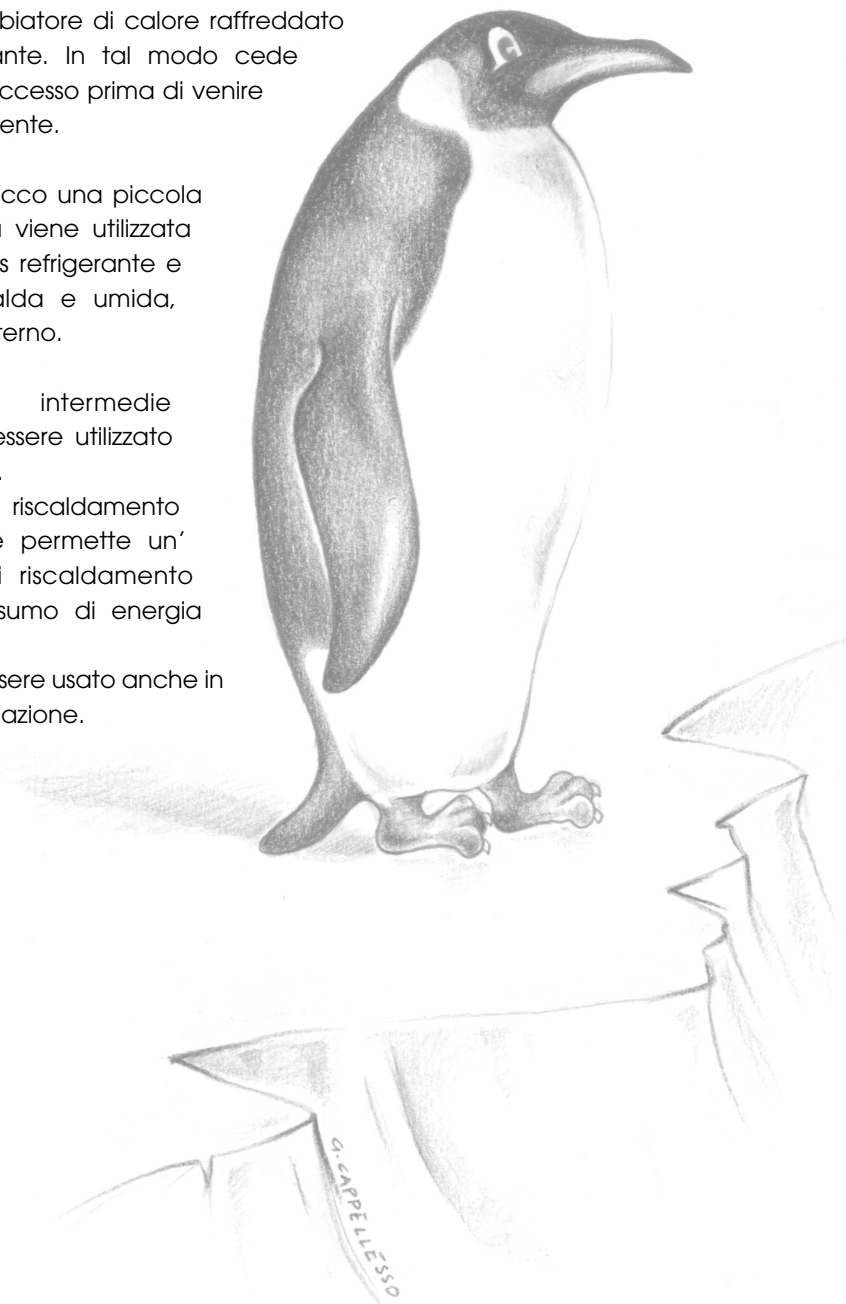 biatore di calore raffreddato
ante. In tal modo cede
ccesso prima di venire
ente.
cco una piccola
viene utilizzata
s refrigerante e
alda e umida,
terno.
intermedie
essere utilizzato
.
riscaldamento
e permette un’
i riscaldamento
sumo di energia
sere usato anche in
azione.
G. CAPPELLESSO